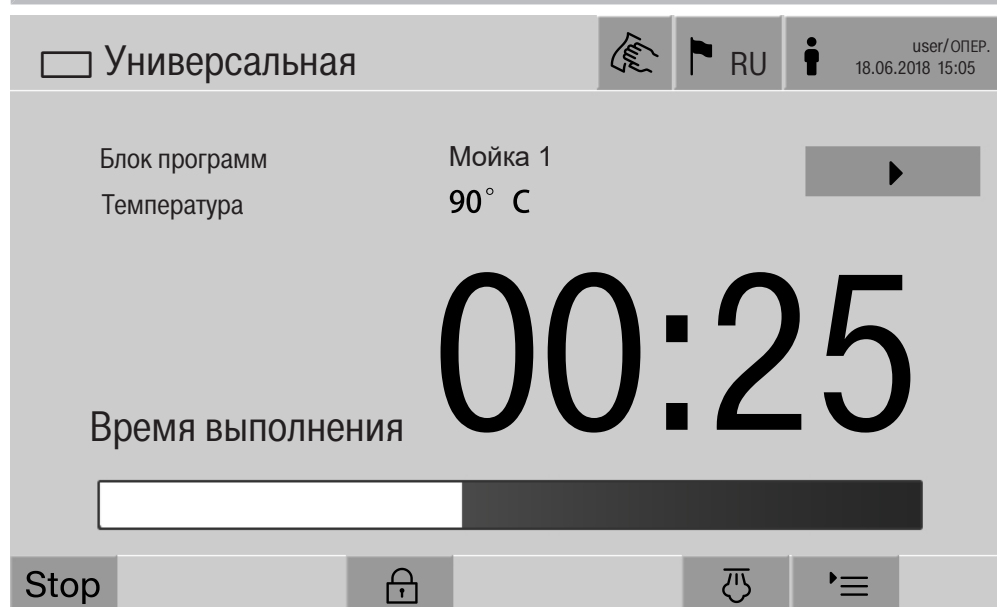 Универсальная
RU
user/ОПЕР.
18.06.2018 15:05
Блок программ Мойка 1
Температура 90° C
00:25
Время выполнения
Stop